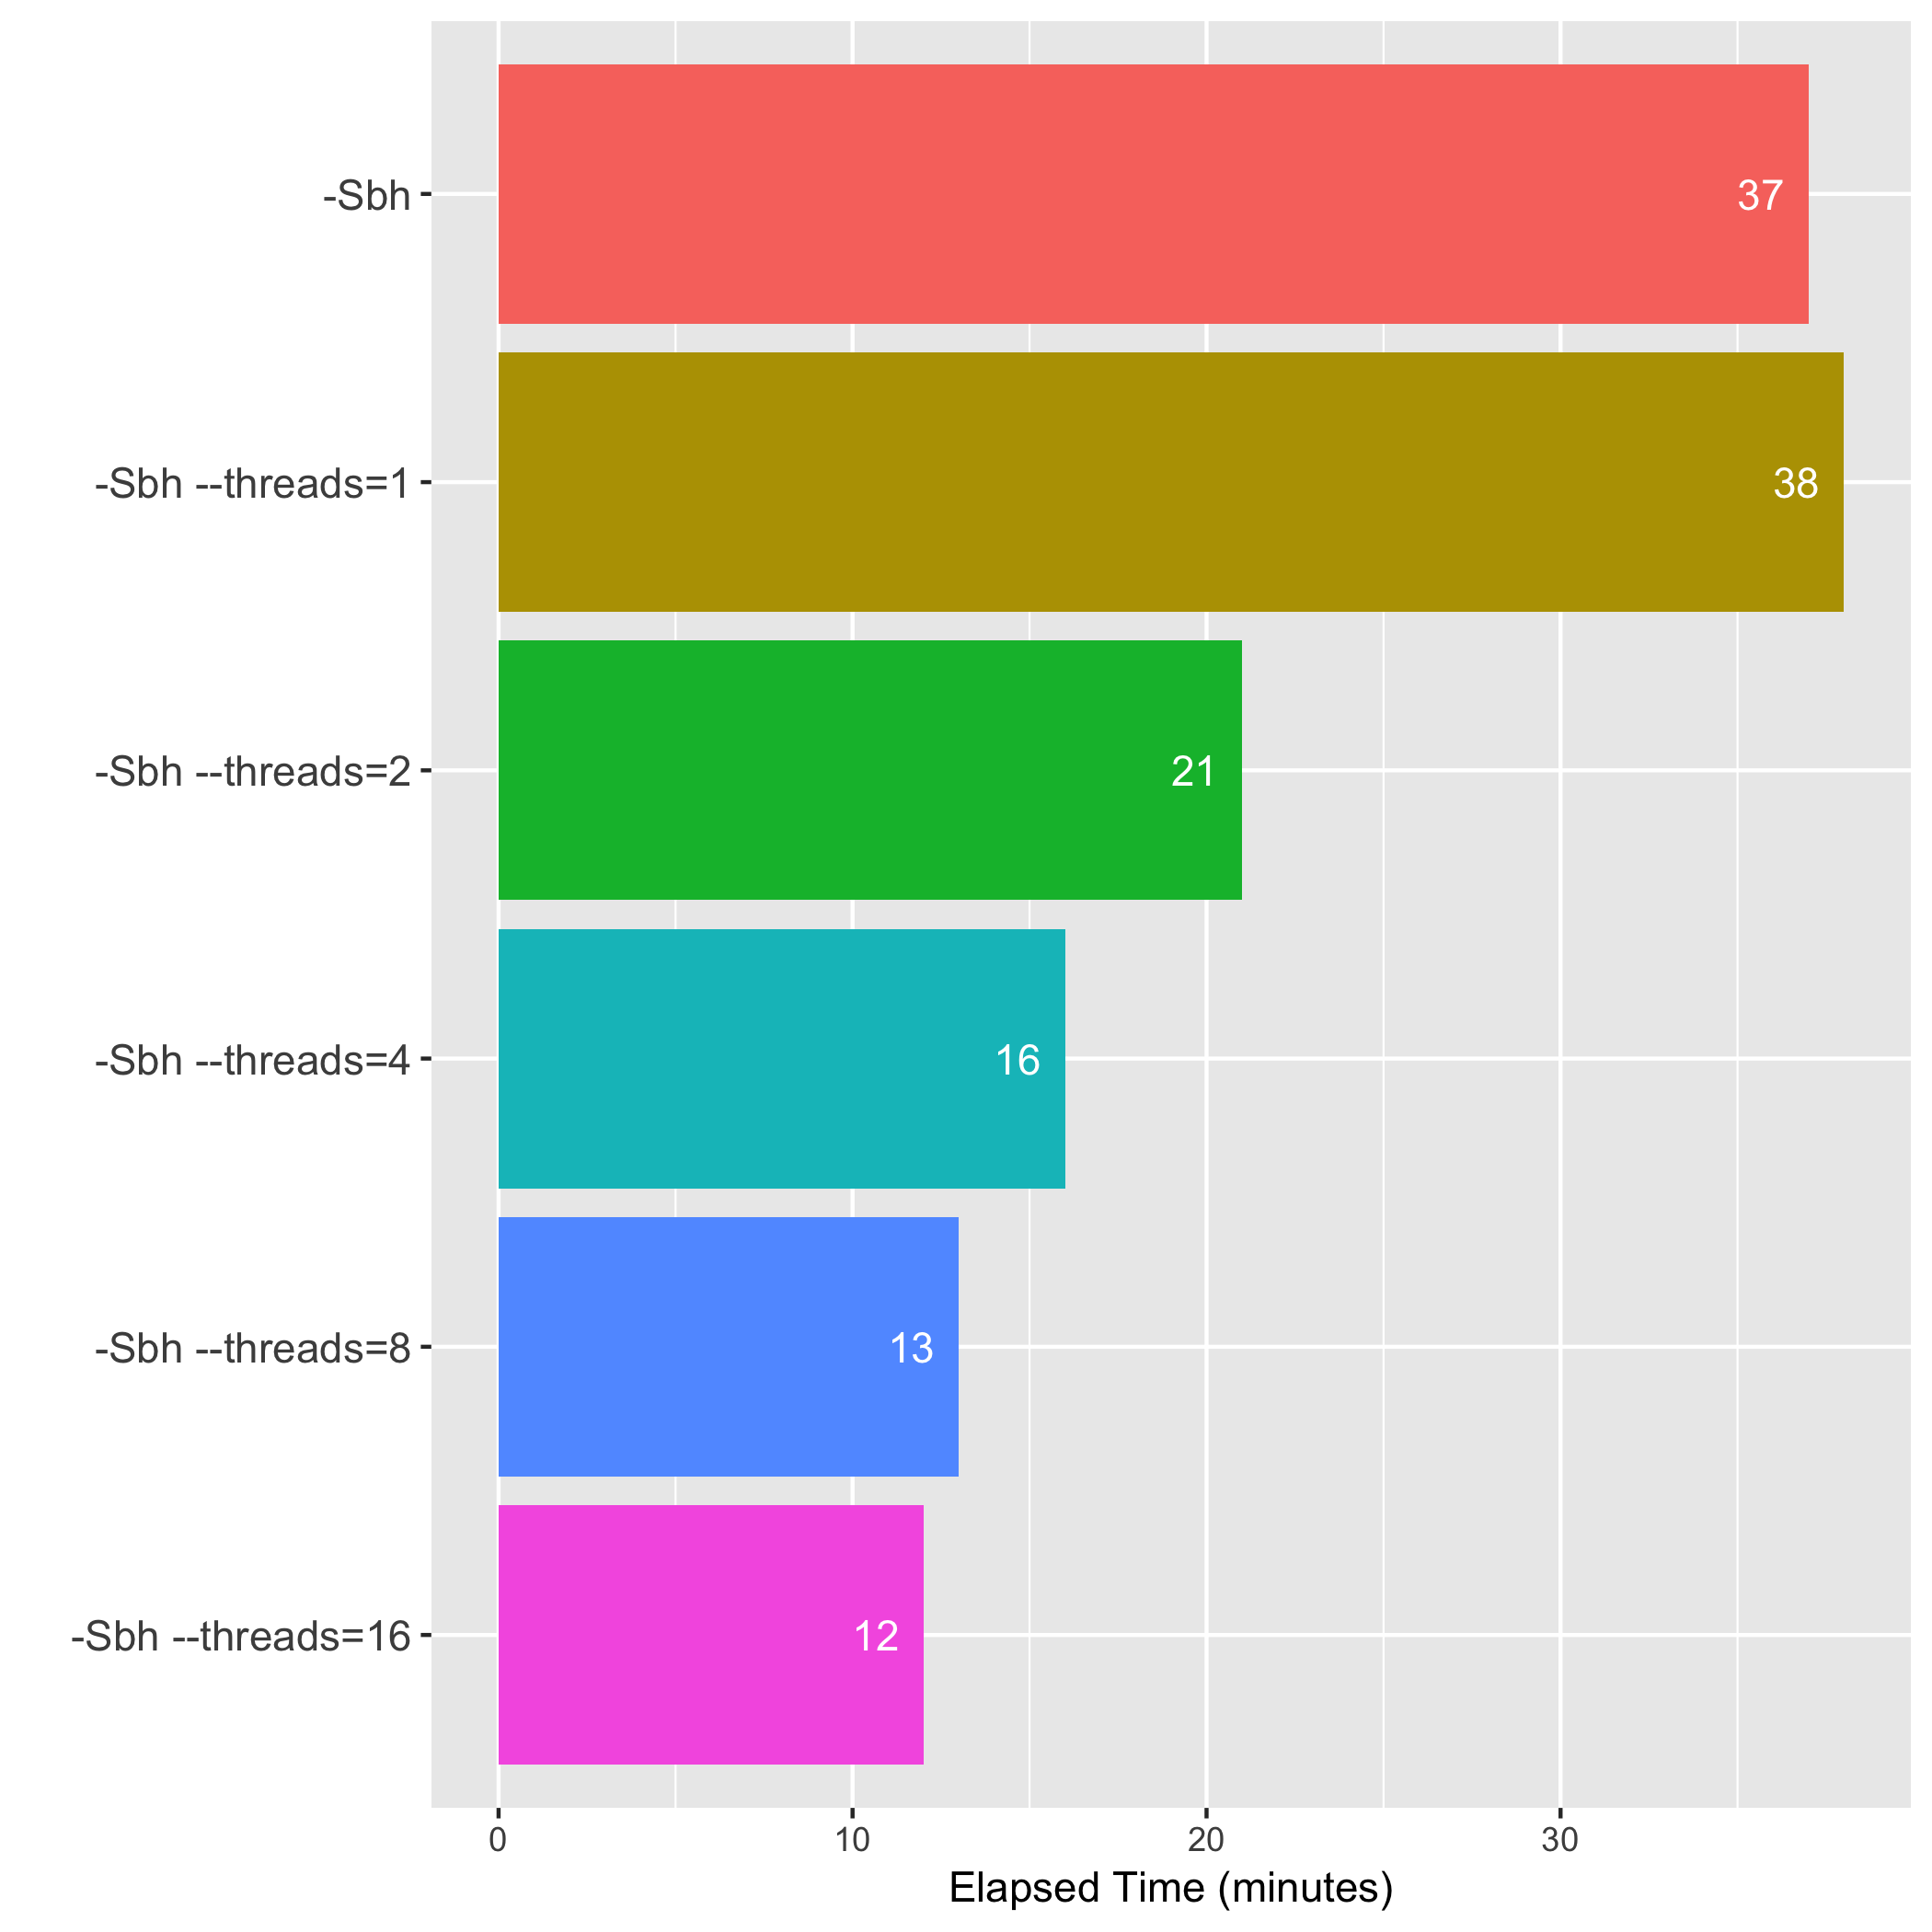 -Sbh
37
-Sbh --threads=1
38
-Sbh --threads=2
21
-Sbh --threads=4
16
-Sbh --threads=8
13
-Sbh --threads=16
12
0 10 20 30
Elapsed Time (minutes)